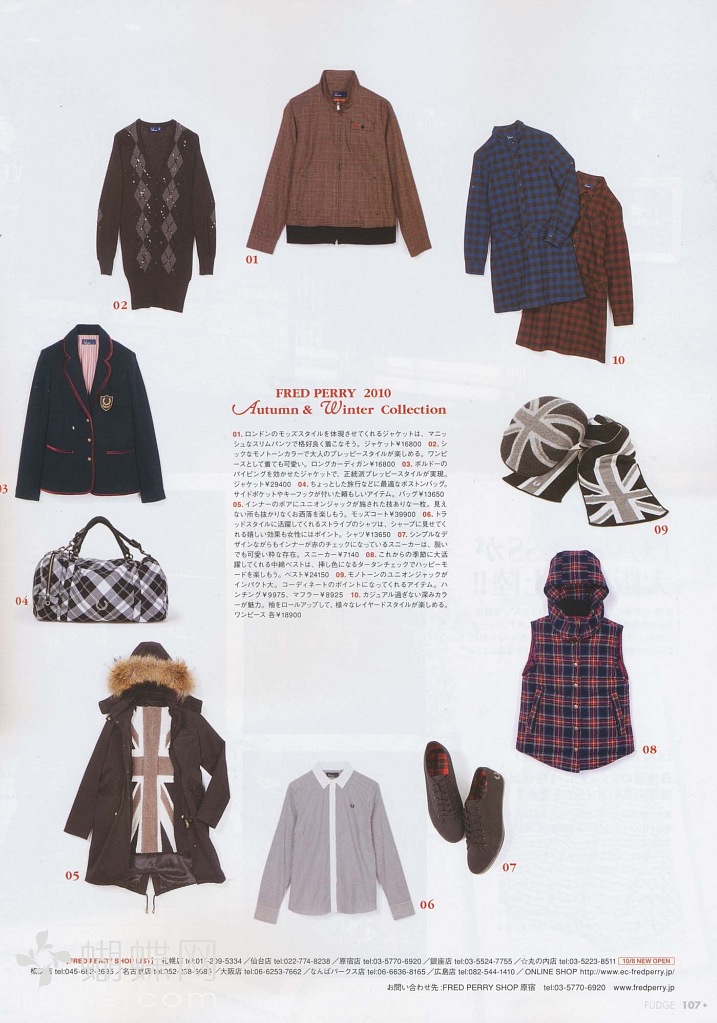 01
02
10
FRED PERRY 2010
Autumn & Winter Collection
01. ロンドンのモッズスタイルを体現させてくれるジャケットは、マニッ
シュなスリムパンツで格好良く着こなそう。ジャケット¥16800 02. シ
ックなモノトーンカラーで大人のプレッピースタイルが楽しめる。ワンピ
ースとして着ても可愛い。ロングカーディガン¥16800 03. ボルドーの
パイピングを効かせたジャケットで、正統派プレッピースタイルが実現。
ジャケット¥29400 04. ちょっとした旅行などに最適なボストンバッグ。
サイドポケットやキーフックが付いた頼もしいアイテム。バッグ¥13650
05. インナーのボアにユニオンジャックが施された技ありな一枚。見え
ない所も抜かりなくお洒落を楽しもう。モッズコート¥39900 06. トラ
ッドスタイルに活躍してくれるストライプのシャツは、シャープに見せてく
れる嬉しい効果も女性にはポイント。シャツ¥13650 07. シンプルなデ
ザインながらもインナーが赤のチェックになっているスニーカーは、脱い
でも可愛い粋な存在。スニーカー¥7140 08. これからの季節に大活
躍してくれる中綿ベストは、挿し色になるタータンチェックでハッピーモ
ードを楽しもう。ベスト¥24150 09. モノトーンのユニオンジャックが
インパクト大。コーディネートのポイントになってくれるアイテム。ハ
ンチング¥9975、マフラー¥8925 10. カジュアル過ぎない深みカラ
ーが魅力。袖をロールアップして、様々なレイヤードスタイルが楽しめる。
ワンピース 各¥18900
03
09
04
08
05
06
07
蝴蝶网
FRED PERRY SHOP LIST 札幌店 tel:011-209-5334／仙台店 tel:022-774-8238／原宿店 tel:03-5770-6920／銀座店 tel:03-5524-7755／☆丸の内店 tel:03-5223-8511 10/8 NEW OPEN
tel:045-682-／名古屋店 tel:052-／大阪店 tel:06-6253-7662／なんばパークス店 tel:06-6636-8165／広島店 tel:082-544-1410／ONLINE SHOP http://www.ec-fredperry.jp/
お問い合わせ先:FRED PERRY SHOP 原宿 tel:03-5770-6920 www.fredperry.jp
FUDGE 107